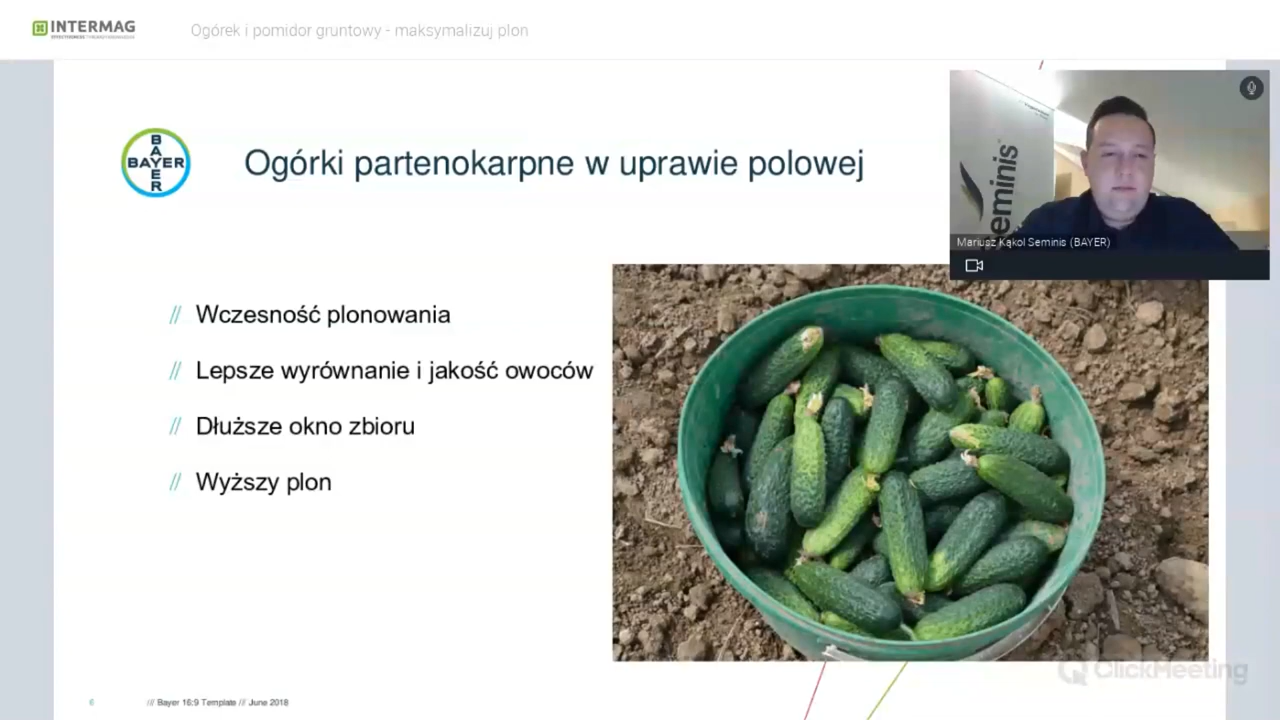 INTERMAG
Ogórek i pomidor gruntowy - maksymalizuj plon
BAYER
BAYER
Ogórki partenokarpne w uprawie polowej
seminis
Mariusz Kąkol Seminis (BAYER)
// Wczesność plonowania
// Lepsze wyrównanie i jakość owoców
// Dłuższe okno zbioru
// Wyższy plon
ClickMeeting
6
/// Bayer 16:9 Template // June 2018